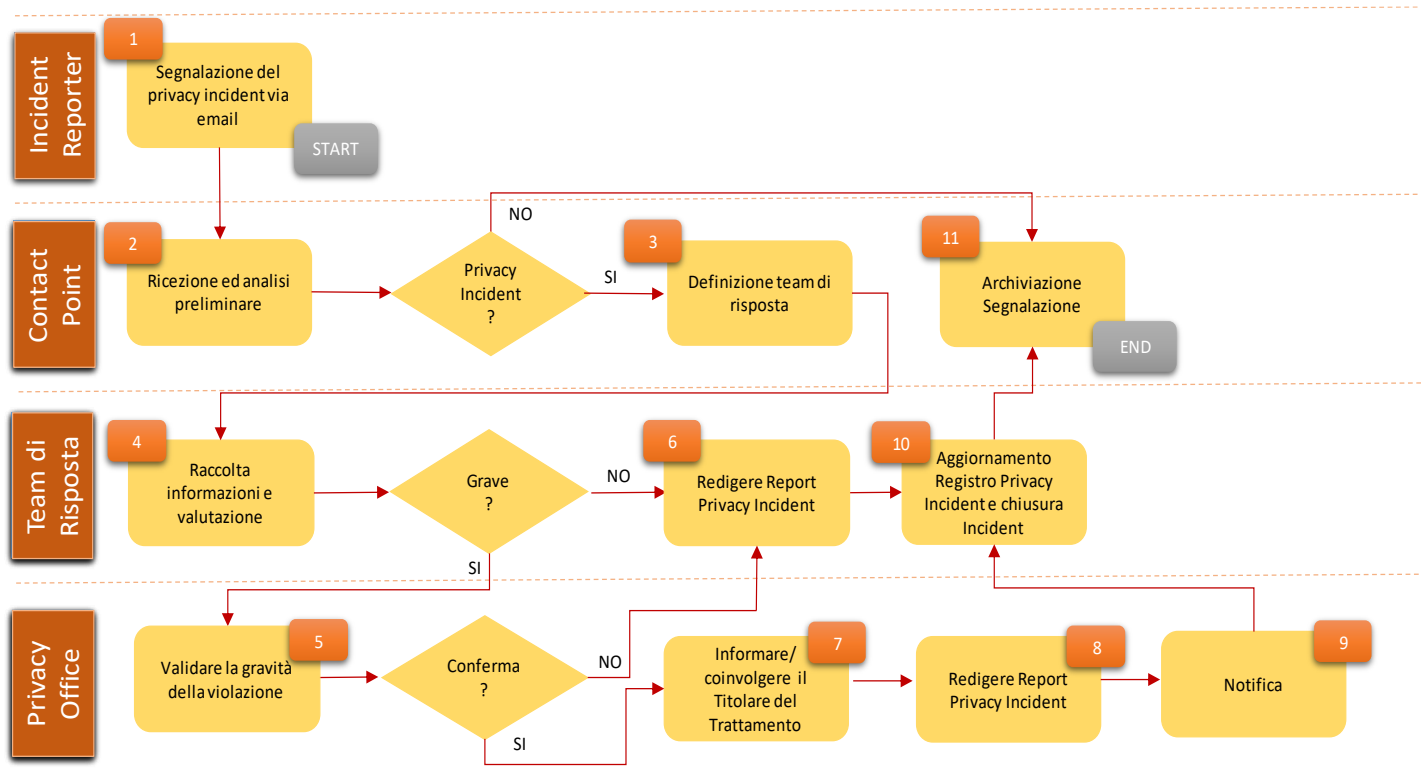 Incident
Reporter
1
Segnalazione del
privacy incident via
email
START
Contact
Point
2
Ricezione ed analisi
preliminare
Privacy
Incident
?
NO
SI
3
Definizione team di
risposta
11
Archiviazione
Segnalazione
END
Team di
Risposta
4
Raccolta
informazioni e
valutazione
Grave
?
NO
SI
6
Redigere Report
Privacy Incident
10
Aggiornamento
Registro Privacy
Incident e chiusura
Incident
Privacy
Office
5
Validare la gravità
della violazione
Conferma
?
NO
SI
7
Informare/
coinvolgere il
Titolare del
Trattamento
8
Redigere Report
Privacy Incident
9
Notifica